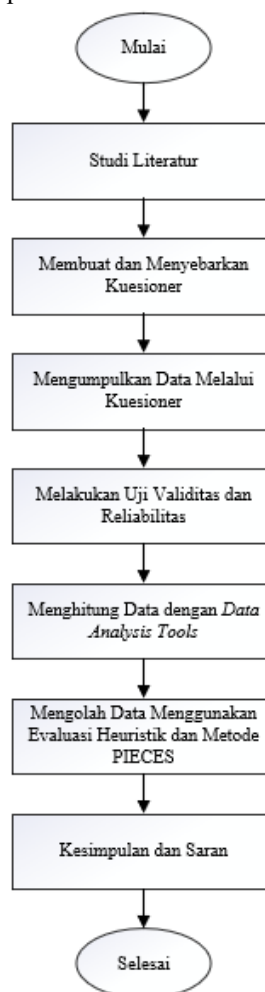 Mulai
Studi Literatur
Membuat dan Menyebarkan
Kuesioner
Mengumpulkan Data Melalui
Kuesioner
Melakukan Uji Validitas dan
Reliabilitas
Menghitung Data dengan Data
Analysis Tools
Mengolah Data Menggunakan
Evaluasi Heuristik dan Metode
PIECES
Kesimpulan dan Saran
Selesai